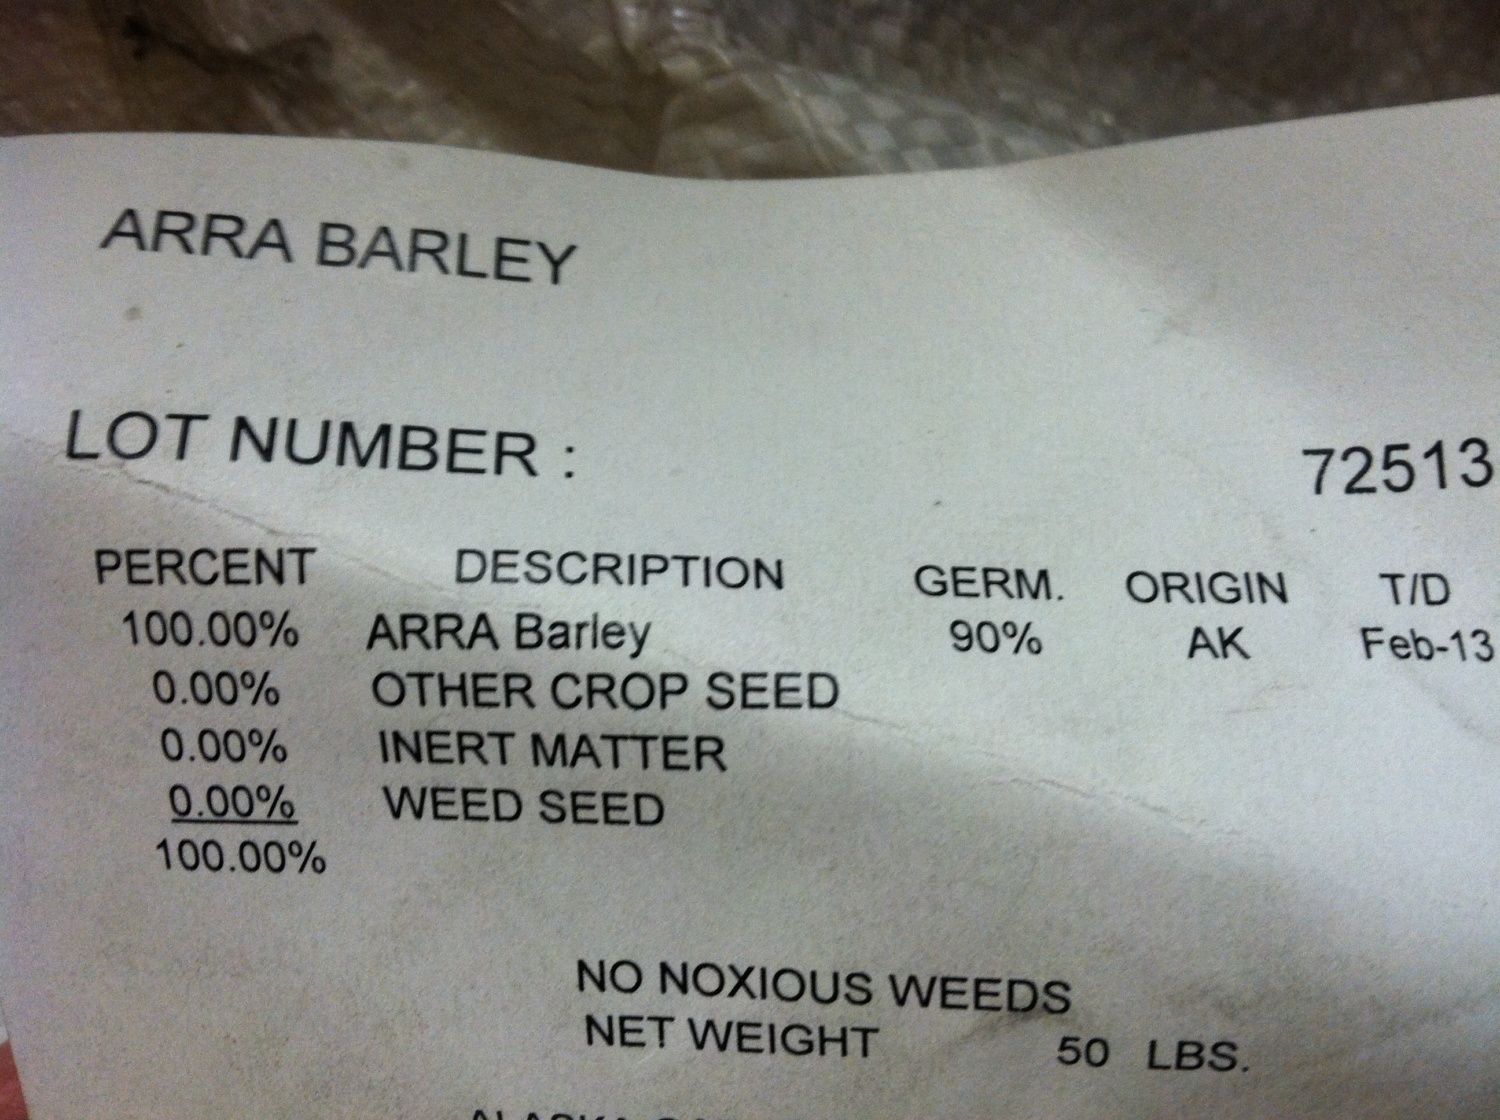 ARRA BARLEY
LOT NUMBER : 72513
PERCENT DESCRIPTION GERM. ORIGIN T/D
100.00% ARRA Barley 90% AK Feb-13
0.00% OTHER CROP SEED
0.00% INERT MATTER
0.00% WEED SEED
100.00%
NO NOXIOUS WEEDS
NET WEIGHT 50 LBS.
ALASKA